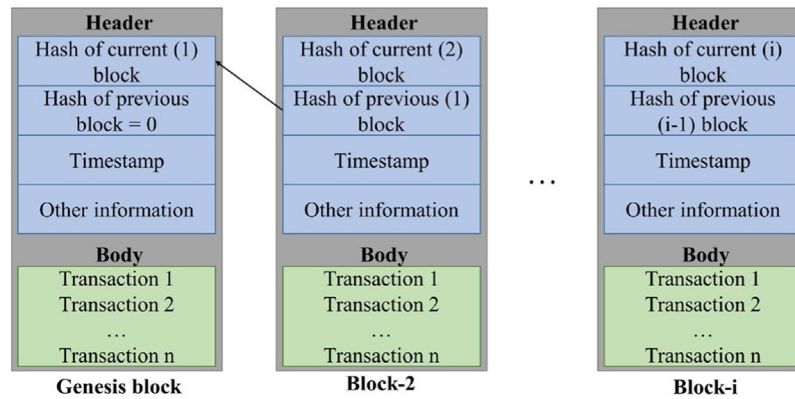 Header
Hash of current (1)
block
Hash of previous
block = 0
Timestamp
Other information
Body
Transaction 1
Transaction 2
...
Transaction n
Genesis block
Header
Hash of current (2)
block
Hash of previous (1)
block
Timestamp
Other information
Body
Transaction 1
Transaction 2
...
Transaction n
Block-2
...
Header
Hash of current (i)
block
Hash of previous
(i-1) block
Timestamp
Other information
Body
Transaction 1
Transaction 2
...
Transaction n
Block-i